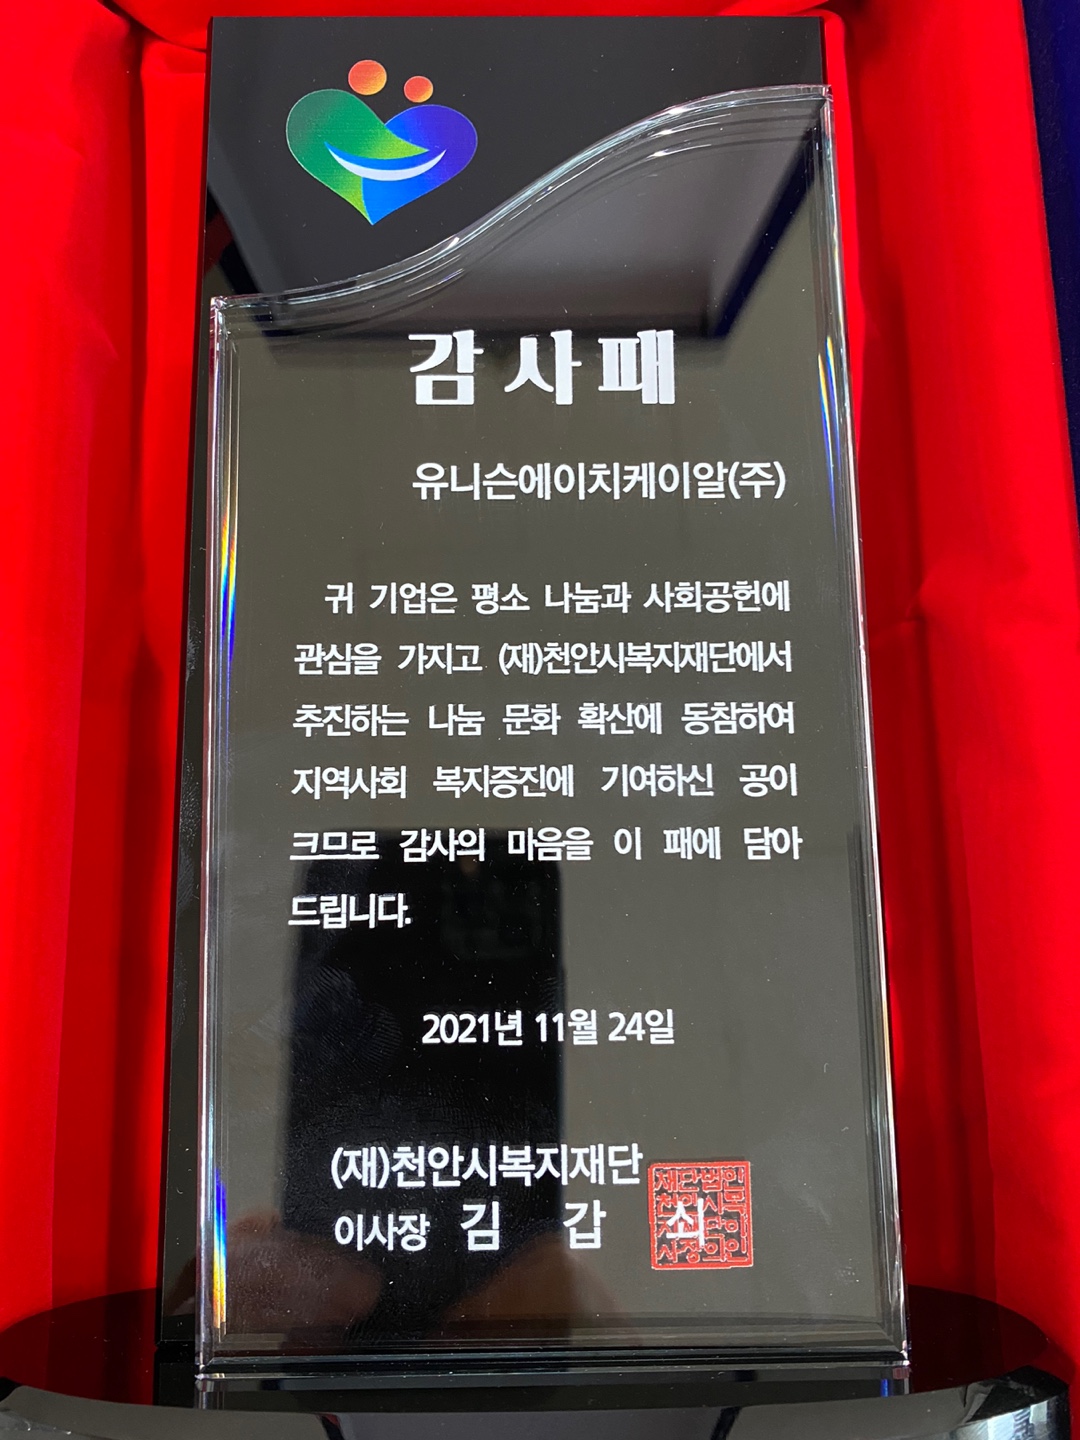 감사패
유니슨에이치케이알(주)
귀 기업은 평소 나눔과 사회공헌에
관심을 가지고 (재)천안시복지재단에서
추진하는 나눔 문화 확산에 동참하여
지역사회 복지증진에 기여하신 공이
크므로 감사의 마음을 이 패에 담아
드립니다.
2021년 11월 24일
(재)천안시복지재단
이사장 김 갑 쇠
재단법인